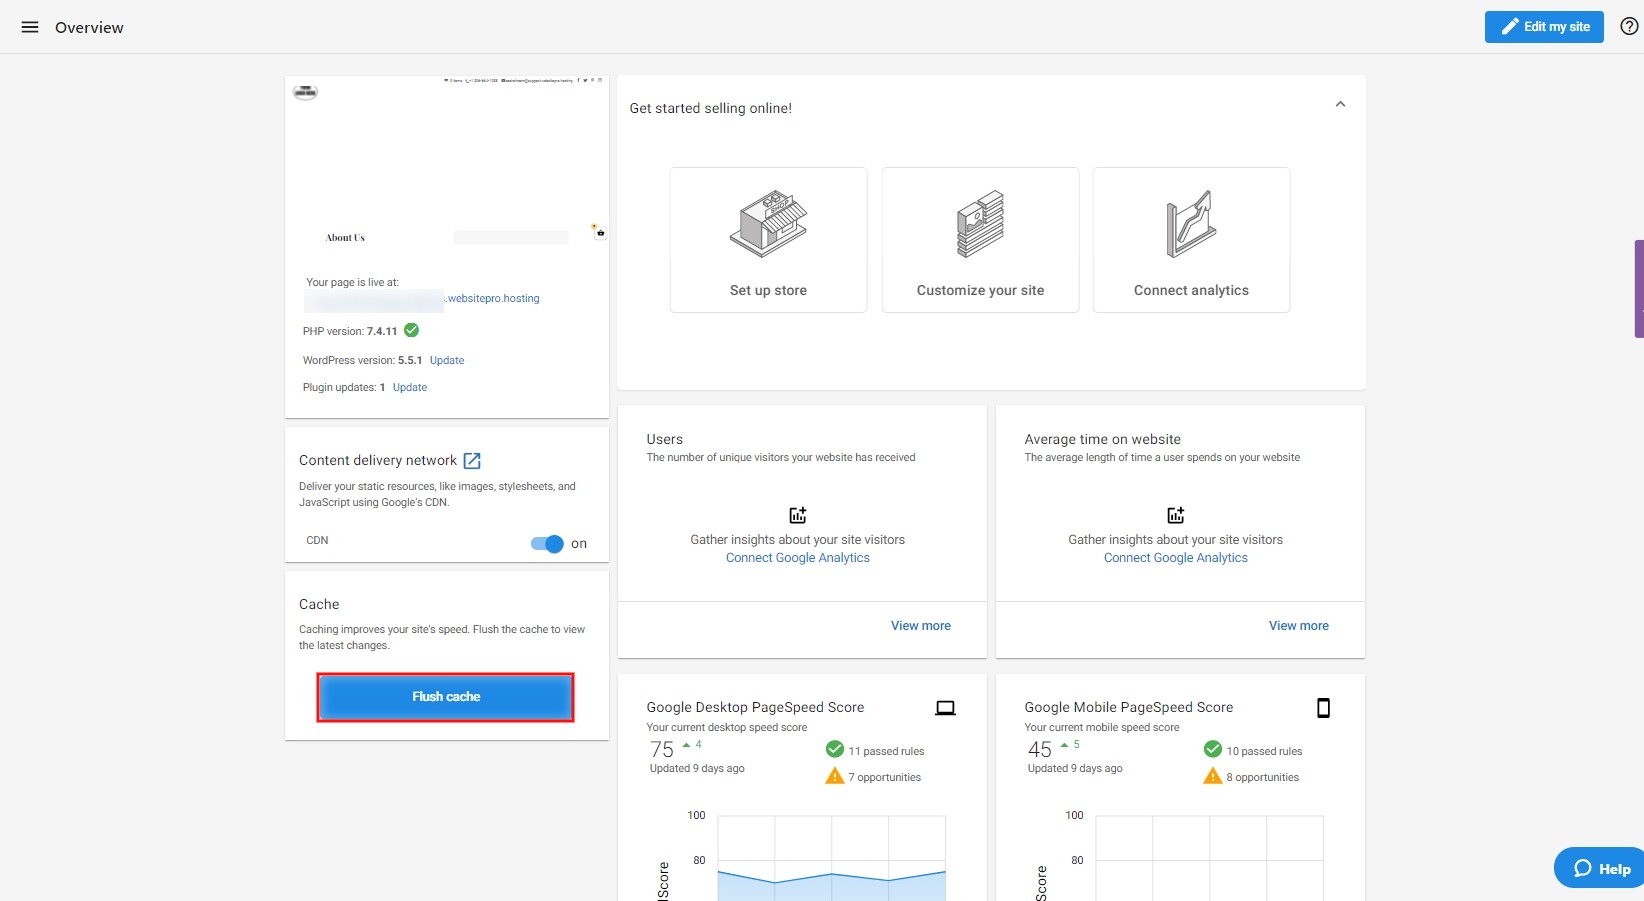 Overview
Edit my site
0 items
About Us
Your page is live at:
.websitepro.hosting
PHP version: 7.4.11
WordPress version: 5.5.1 Update
Plugin updates: 1 Update
Content delivery network
Deliver your static resources, like images, stylesheets, and
JavaScript using Google's CDN.
CDN
on
Cache
Caching improves your site's speed. Flush the cache to view
the latest changes.
Flush cache
Get started selling online!
SHOP
Set up store
Customize your site
Connect analytics
Users
The number of unique visitors your website has received
Gather insights about your site visitors
Connect Google Analytics
View more
Average time on website
The average length of time a user spends on your website
Gather insights about your site visitors
Connect Google Analytics
View more
Google Desktop PageSpeed Score
Your current desktop speed score
75 4
Updated 9 days ago
11 passed rules
7 opportunities
100
80
Score
Google Mobile PageSpeed Score
Your current mobile speed score
45 5
Updated 9 days ago
10 passed rules
8 opportunities
100
80
Score
Help